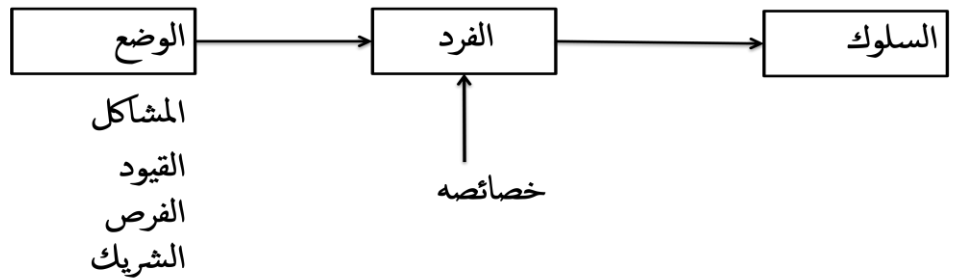 الوضع
الفرد
السلوك
المشاكل
القيود
الفرص
الشريك
خصائصه